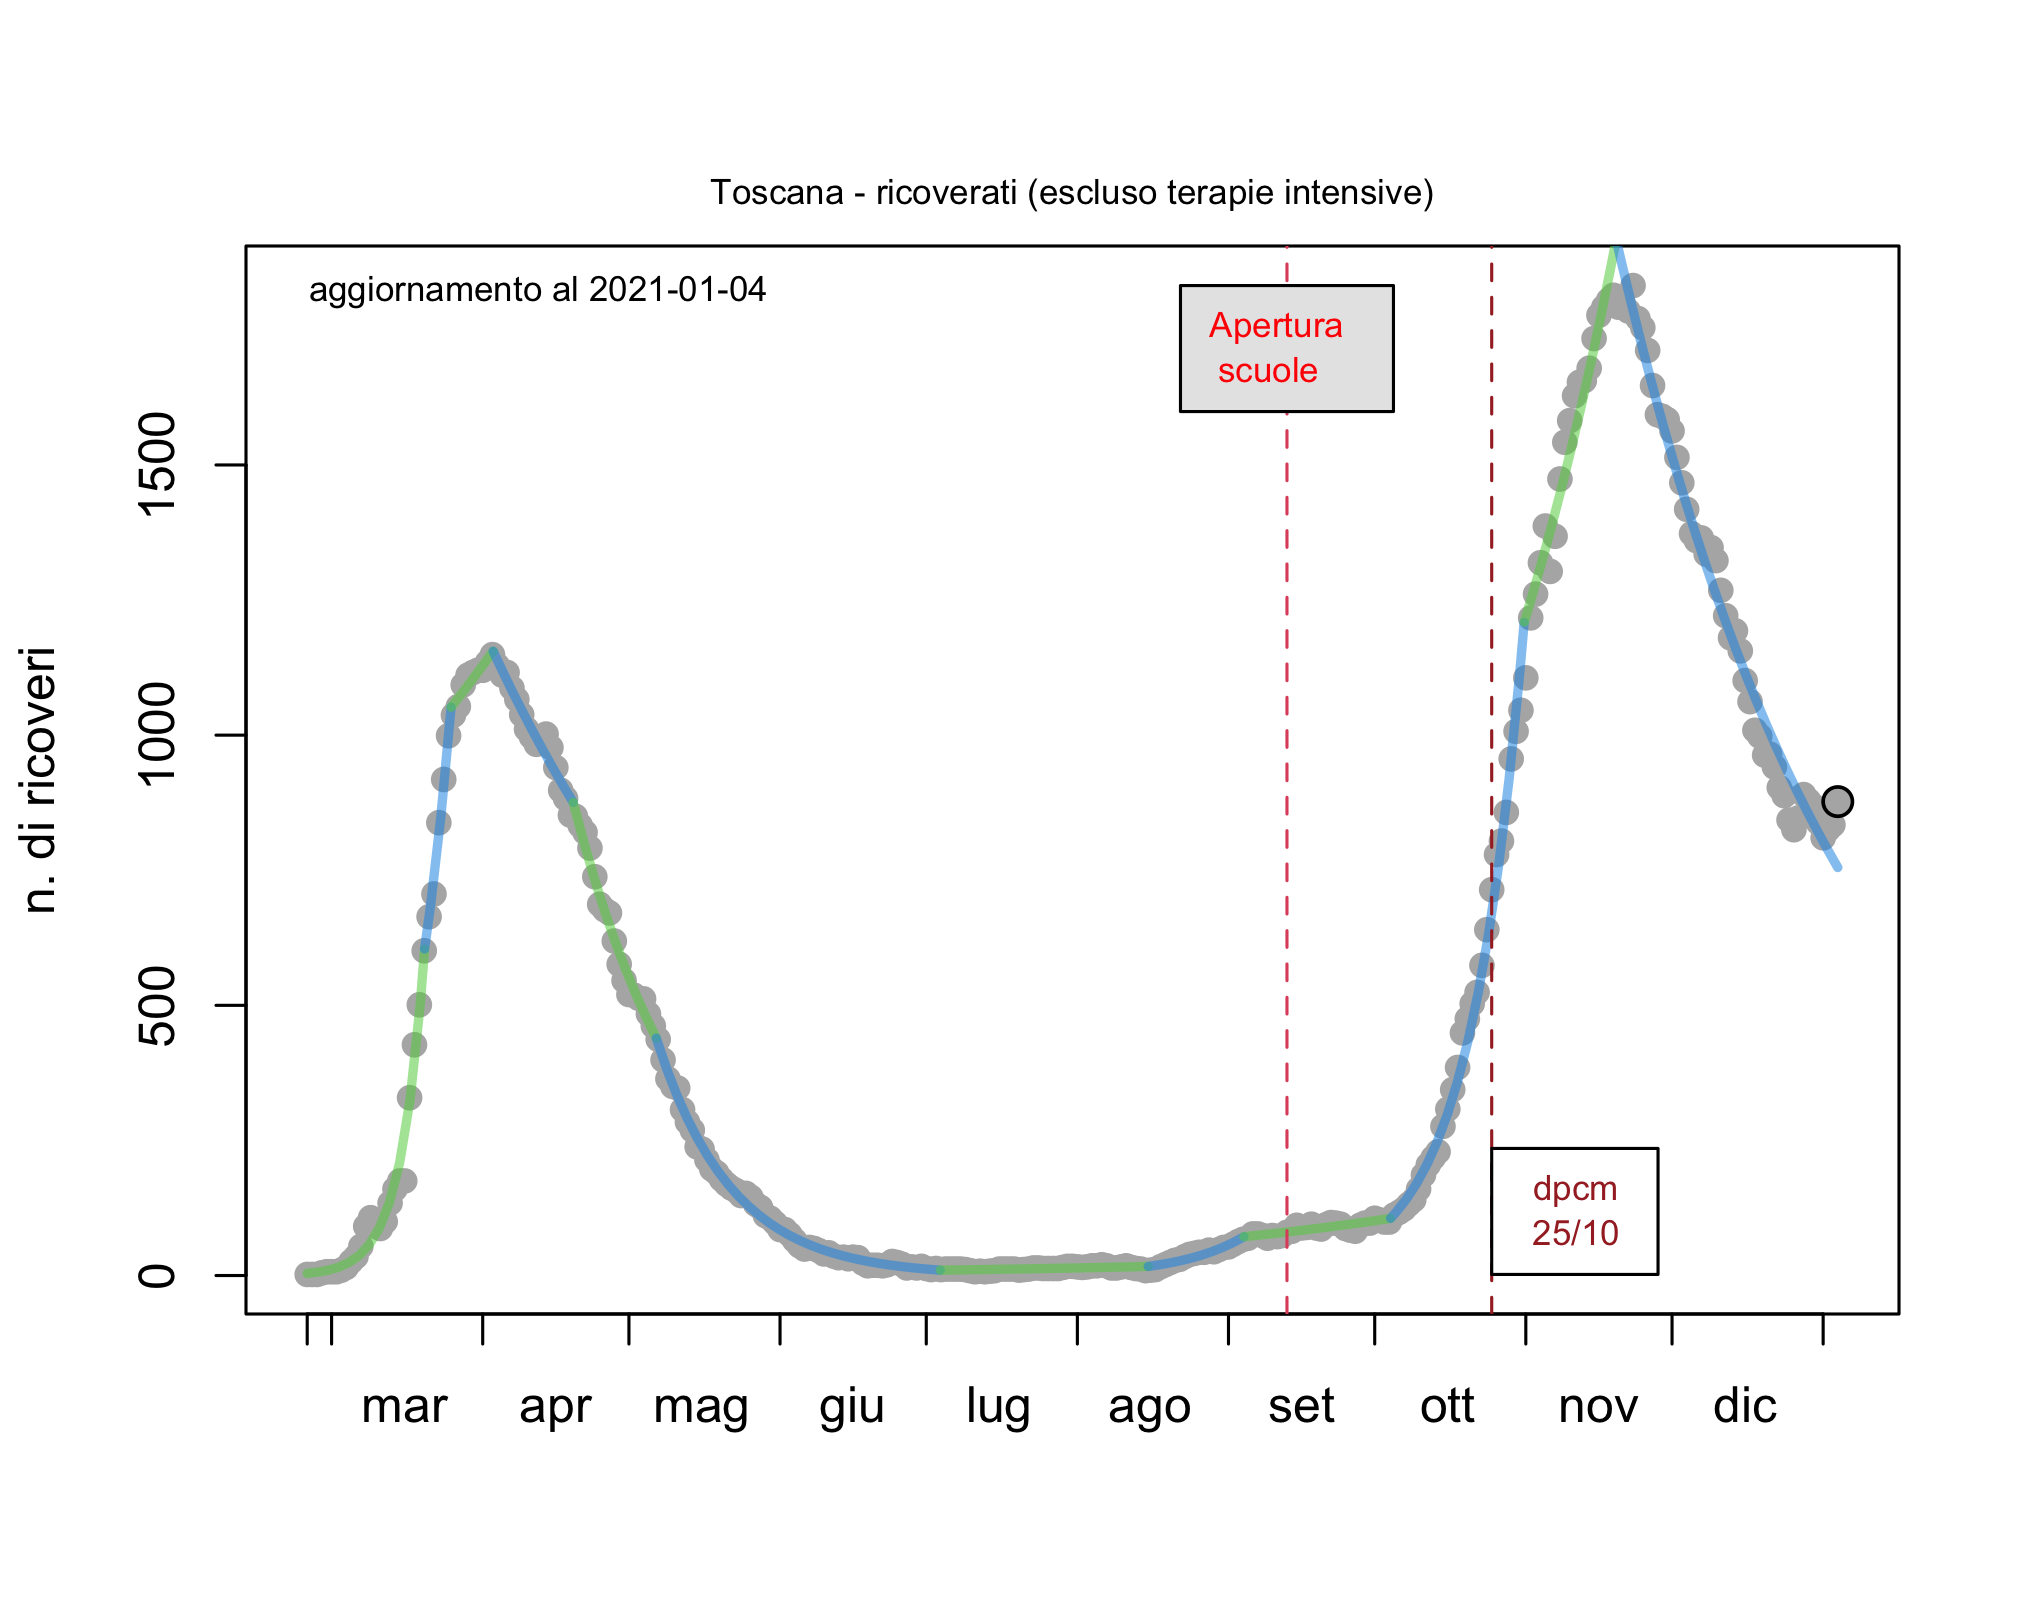 Toscana - ricoverati (escluso terapie intensive)
aggiornamento al 2021-01-04
Apertura
scuole
n. di ricoveri
1500
1000
500
0
dpcm
25/10
mar apr mag giu lug ago set ott nov dic